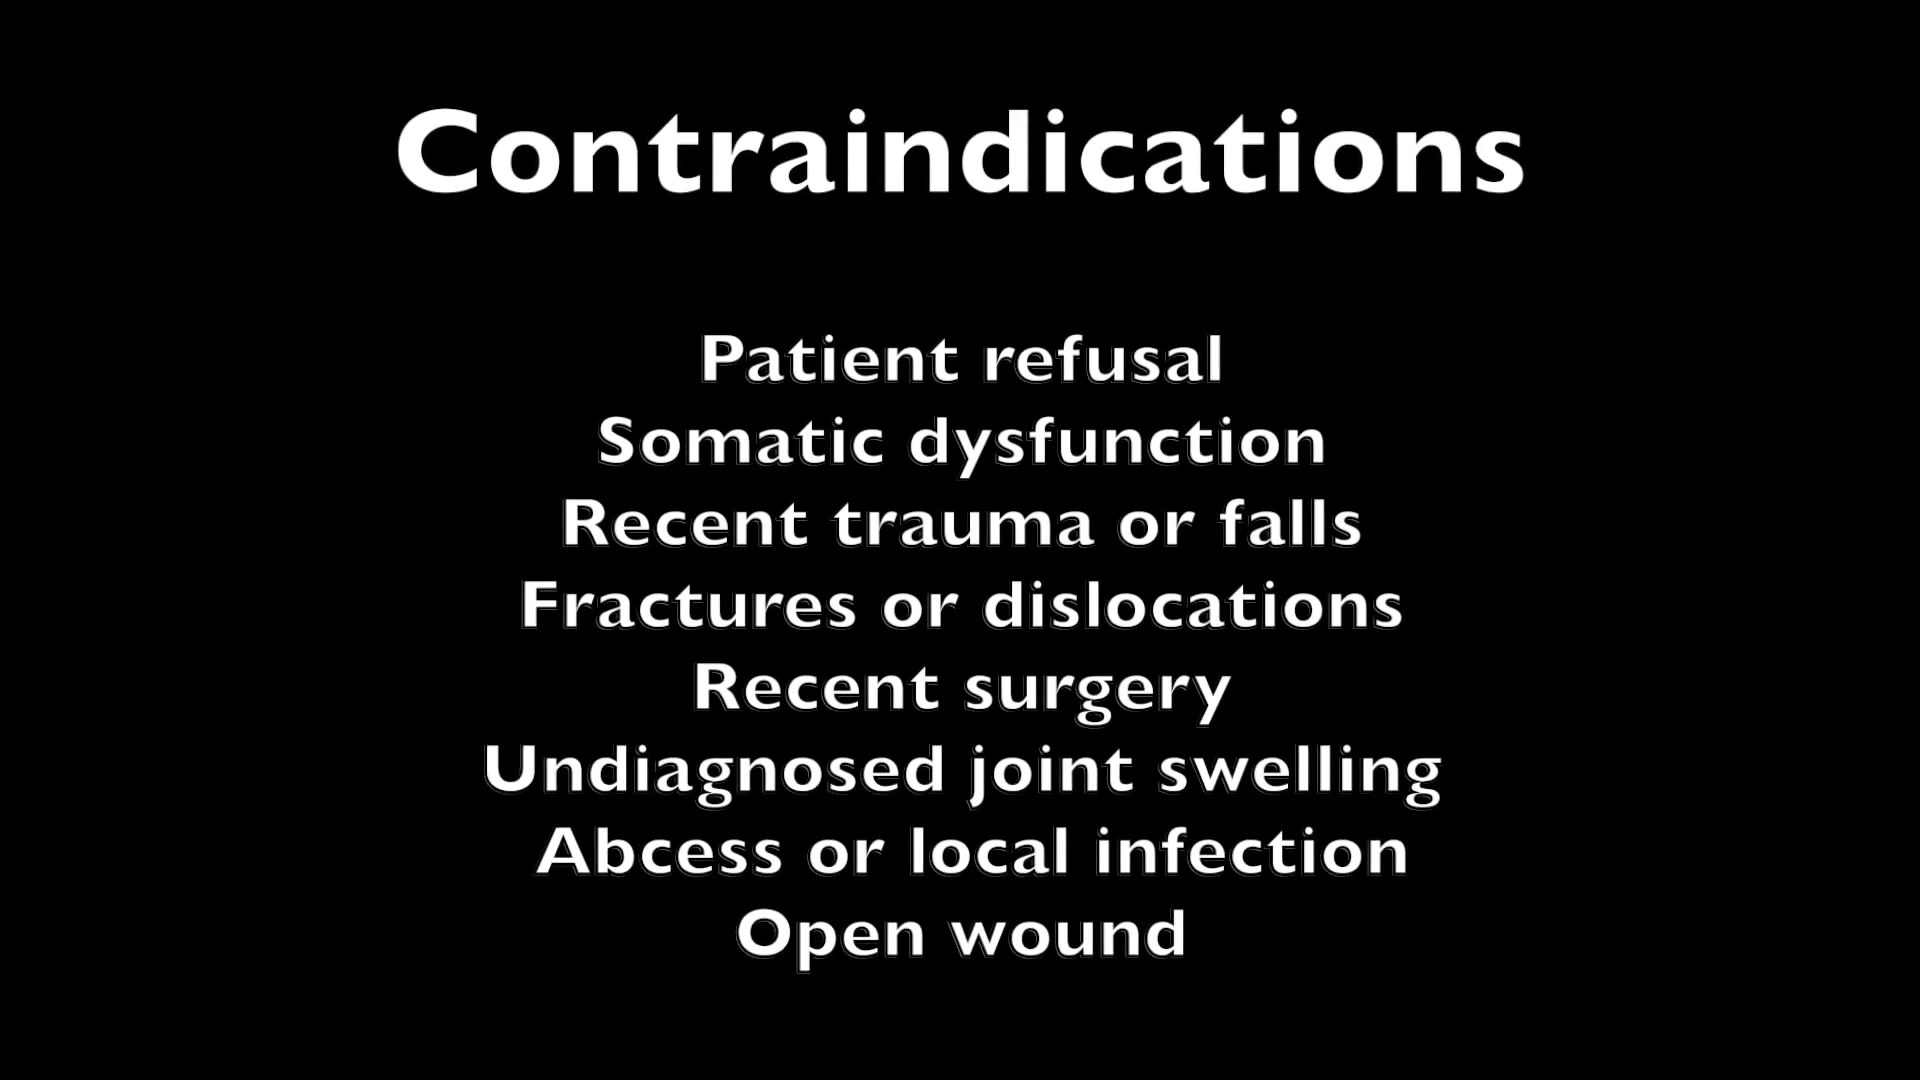 Contraindications
Patient refusal
Somatic dysfunction
Recent trauma or falls
Fractures or dislocations
Recent surgery
Undiagnosed joint swelling
Abcess or local infection
Open wound